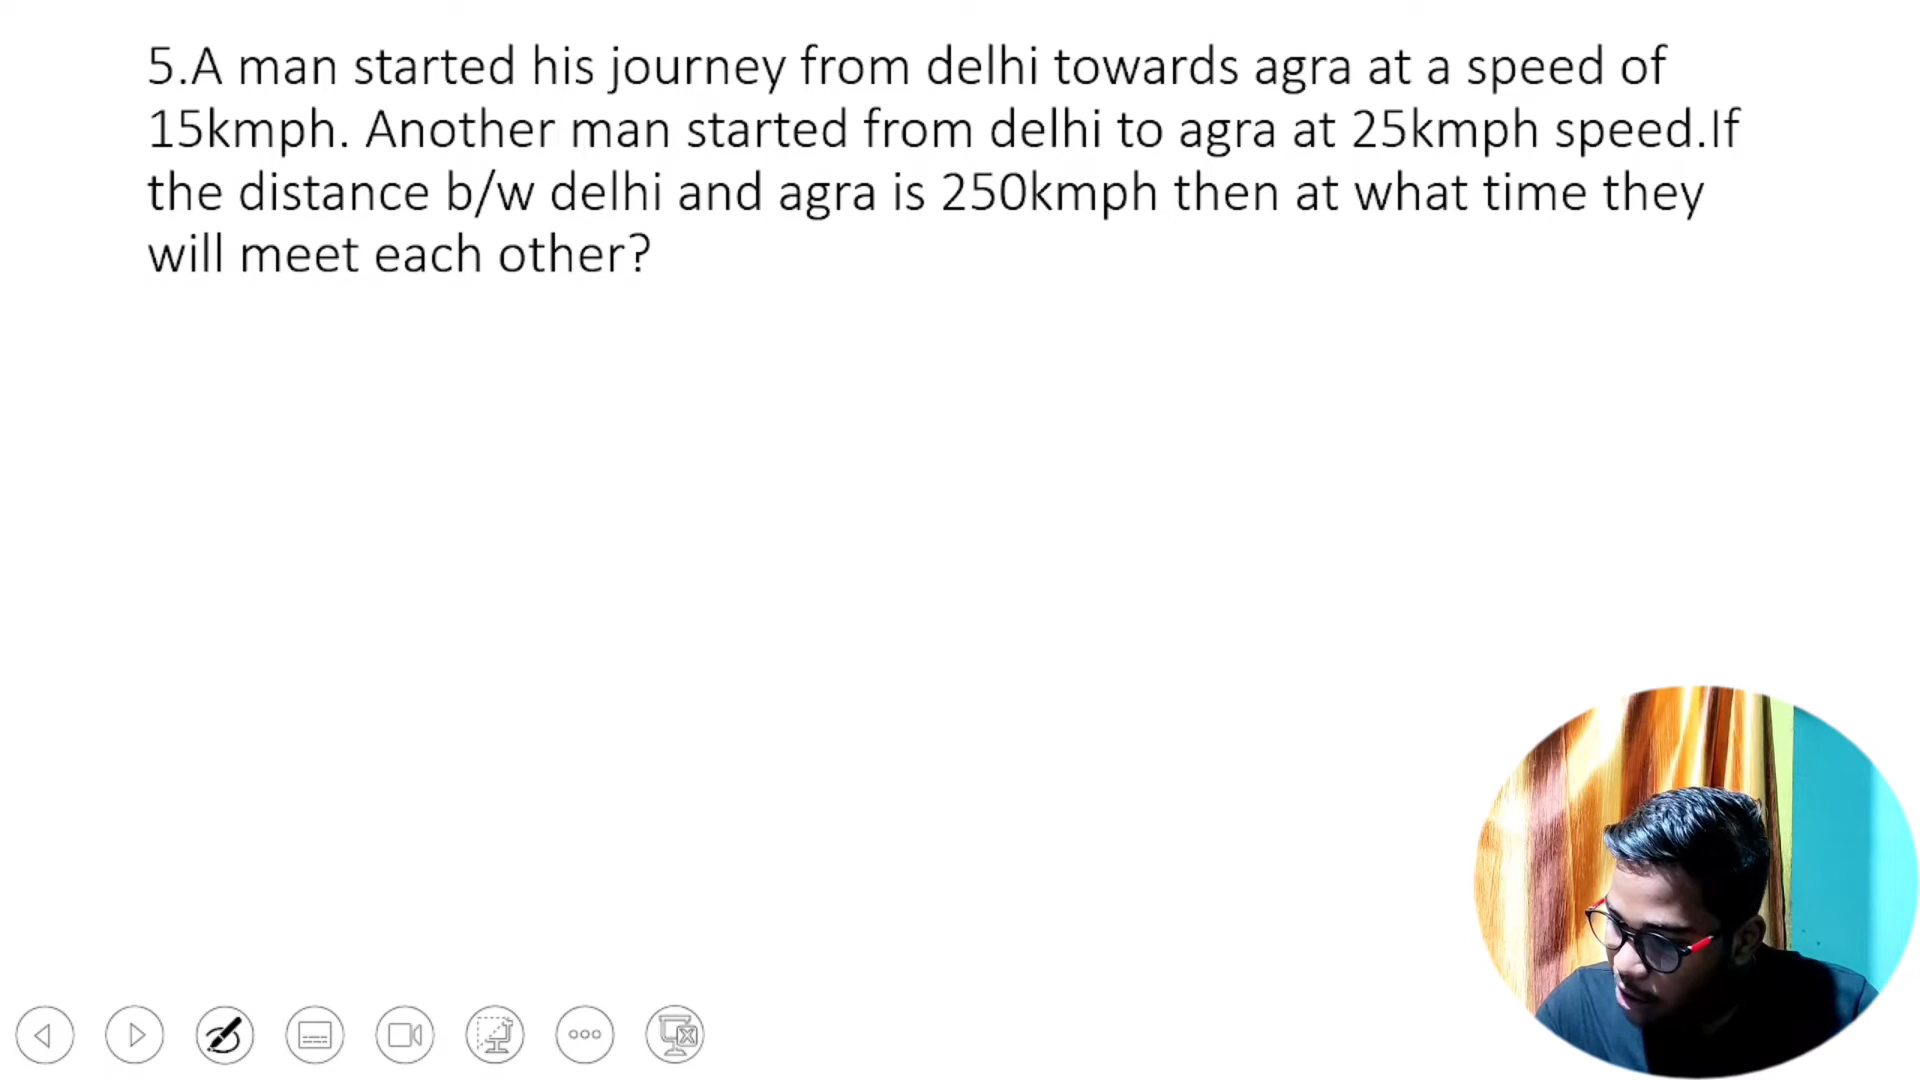 5.A man started his journey from delhi towards agra at a speed of
15kmph. Another man started from delhi to agra at 25kmph speed.If
the distance b/w delhi and agra is 250kmph then at what time they
will meet each other?